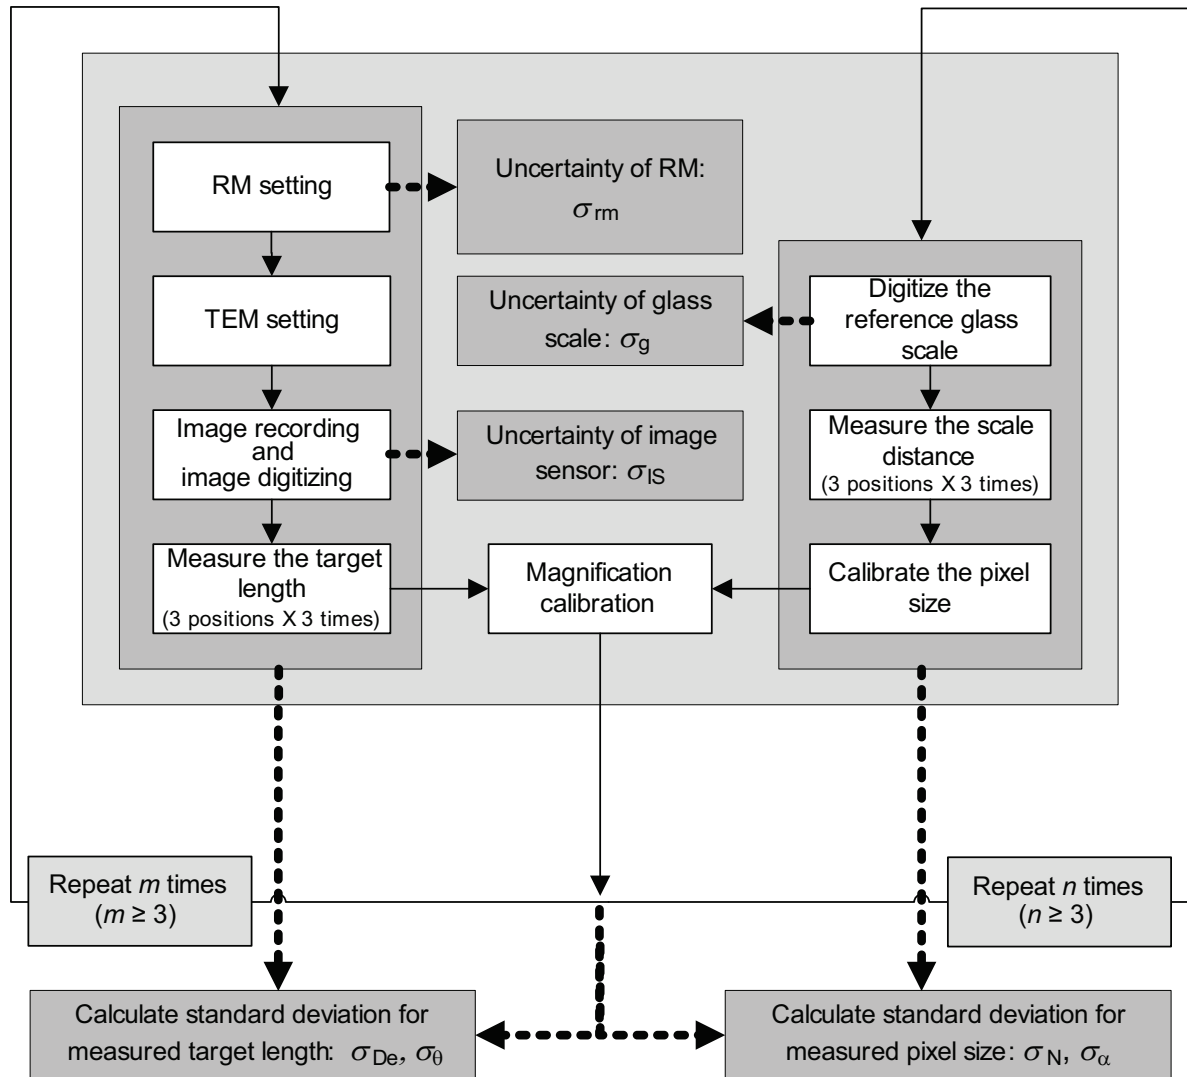 RM setting
Uncertainty of RM:
σrm
TEM setting
Uncertainty of glass
scale: σg
Digitize the
reference glass
scale
Image recording
and
image digitizing
Uncertainty of image
sensor: σIS
Measure the scale
distance
(3 positions X 3 times)
Measure the target
length
(3 positions X 3 times)
Magnification
calibration
Calibrate the pixel
size
Repeat m times
(m ≥ 3)
Repeat n times
(n ≥ 3)
Calculate standard deviation for
measured target length: σDe, σθ
Calculate standard deviation for
measured pixel size: σN, σα